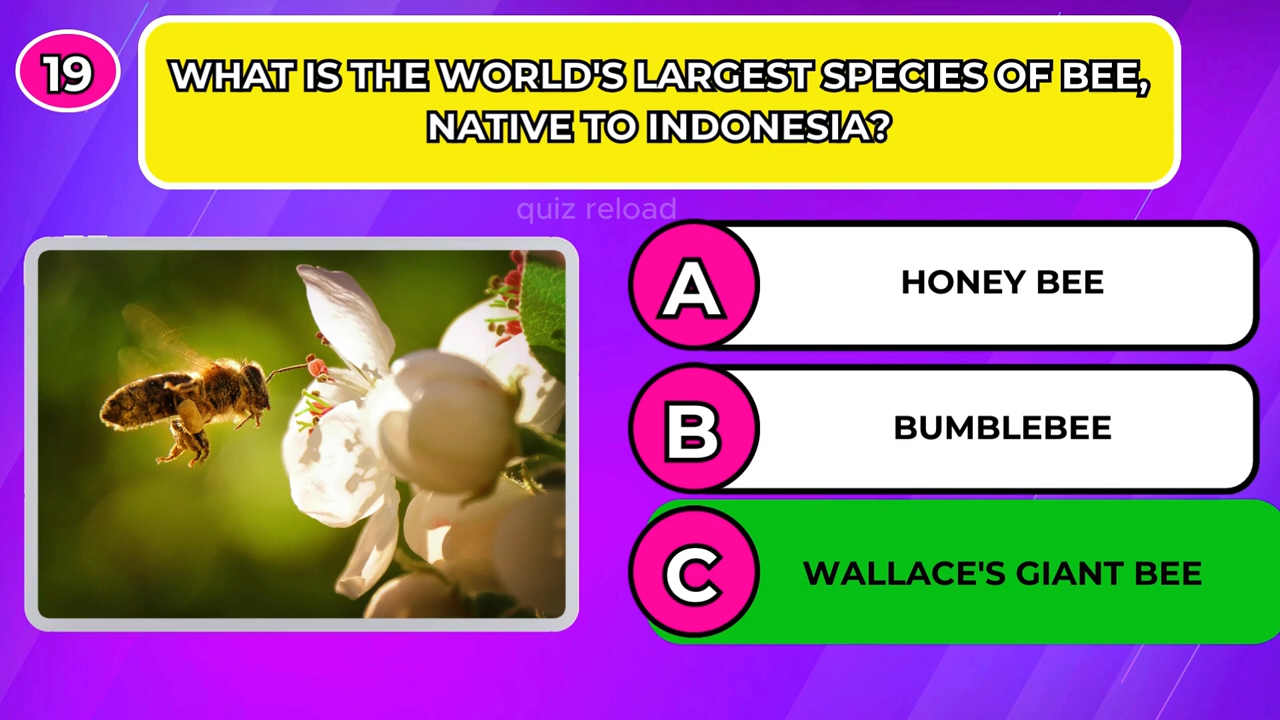 19
WHAT IS THE WORLD'S LARGEST SPECIES OF BEE,
NATIVE TO INDONESIA?
quiz reload
A
HONEY BEE
B
BUMBLEBEE
C
WALLACE'S GIANT BEE